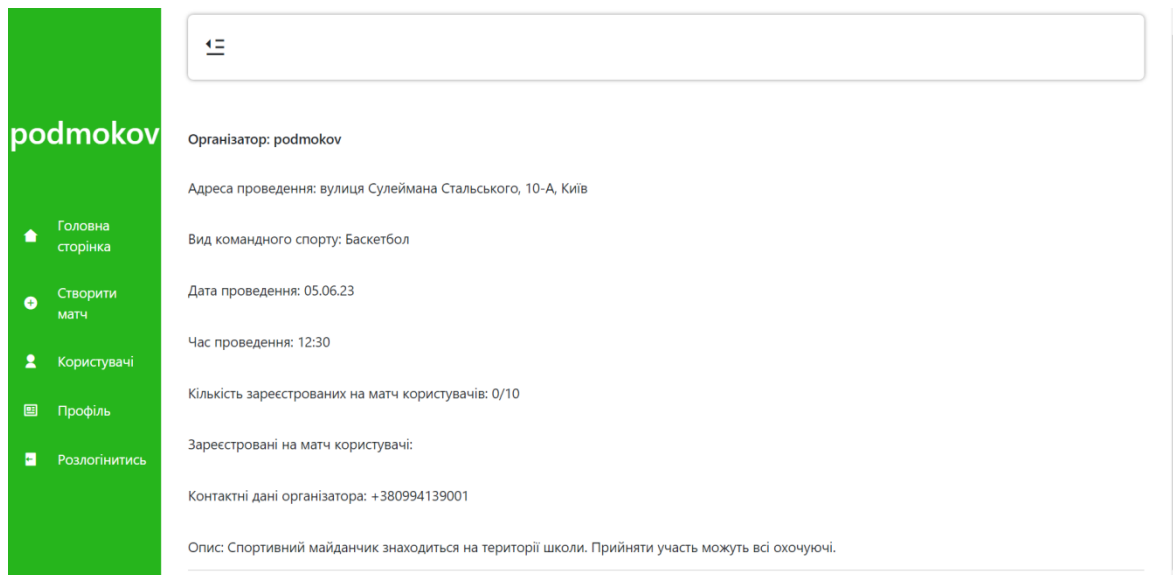 podmokov
Головна
сторінка
Створити
матч
Користувачі
Профіль
Розлогінитись
Організатор: podmokov
Адреса проведення: вулиця Сулеймана Стальського, 10-А, Київ
Вид командного спорту: Баскетбол
Дата проведення: 05.06.23
Час проведення: 12:30
Кількість зареєстрованих на матч користувачів: 0/10
Зареєстровані на матч користувачі:
Контактні дані організатора: +380994139001
Опис: Спортивний майданчик знаходиться на території школи. Прийняти участь можуть всі охочуючі.